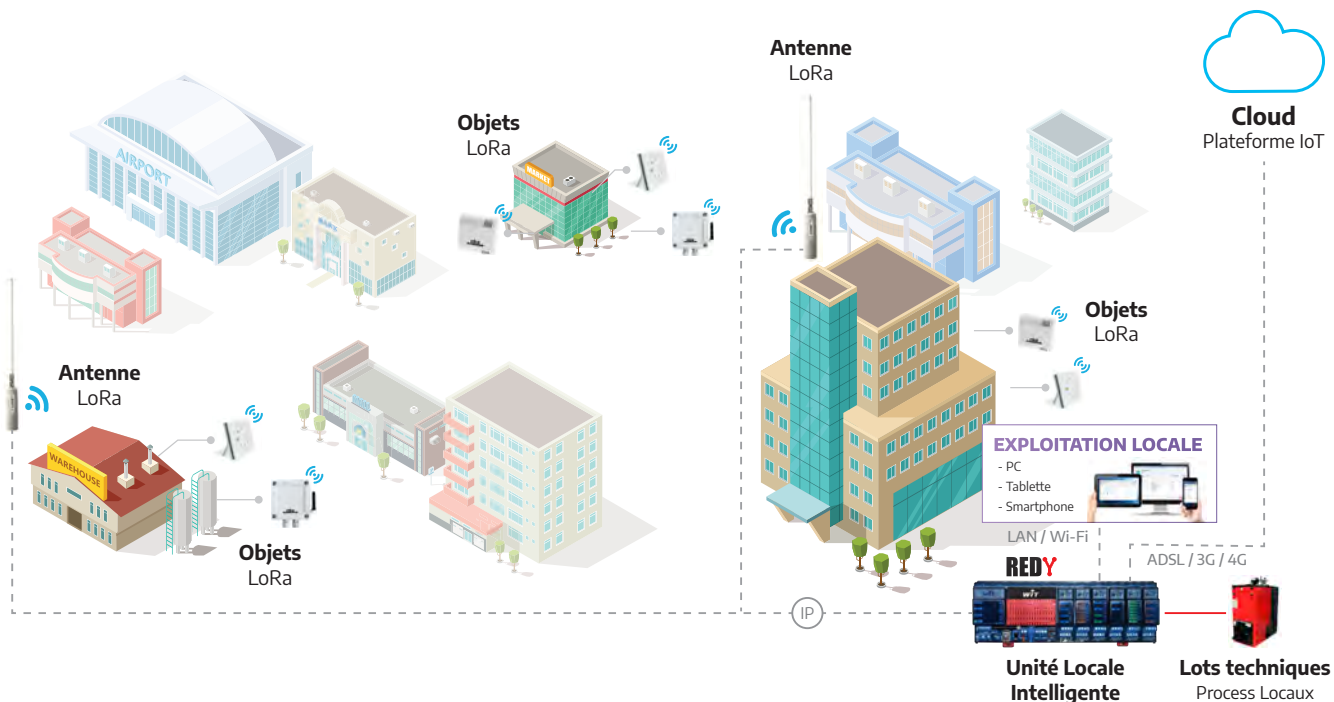 Antenne
LoRa
Cloud
Plateforme IoT
Objets
LoRa
MARKET
AIRPORT
Objets
LoRa
Antenne
LoRa
WAREHOUSE
Objets
LoRa
EXPLOITATION LOCALE
- PC
- Tablette
- Smartphone
LAN / Wi-Fi
ADSL / 3G / 4G
REDY
WIT
IP
Unité Locale
Intelligente
Lots techniques
Process Locaux